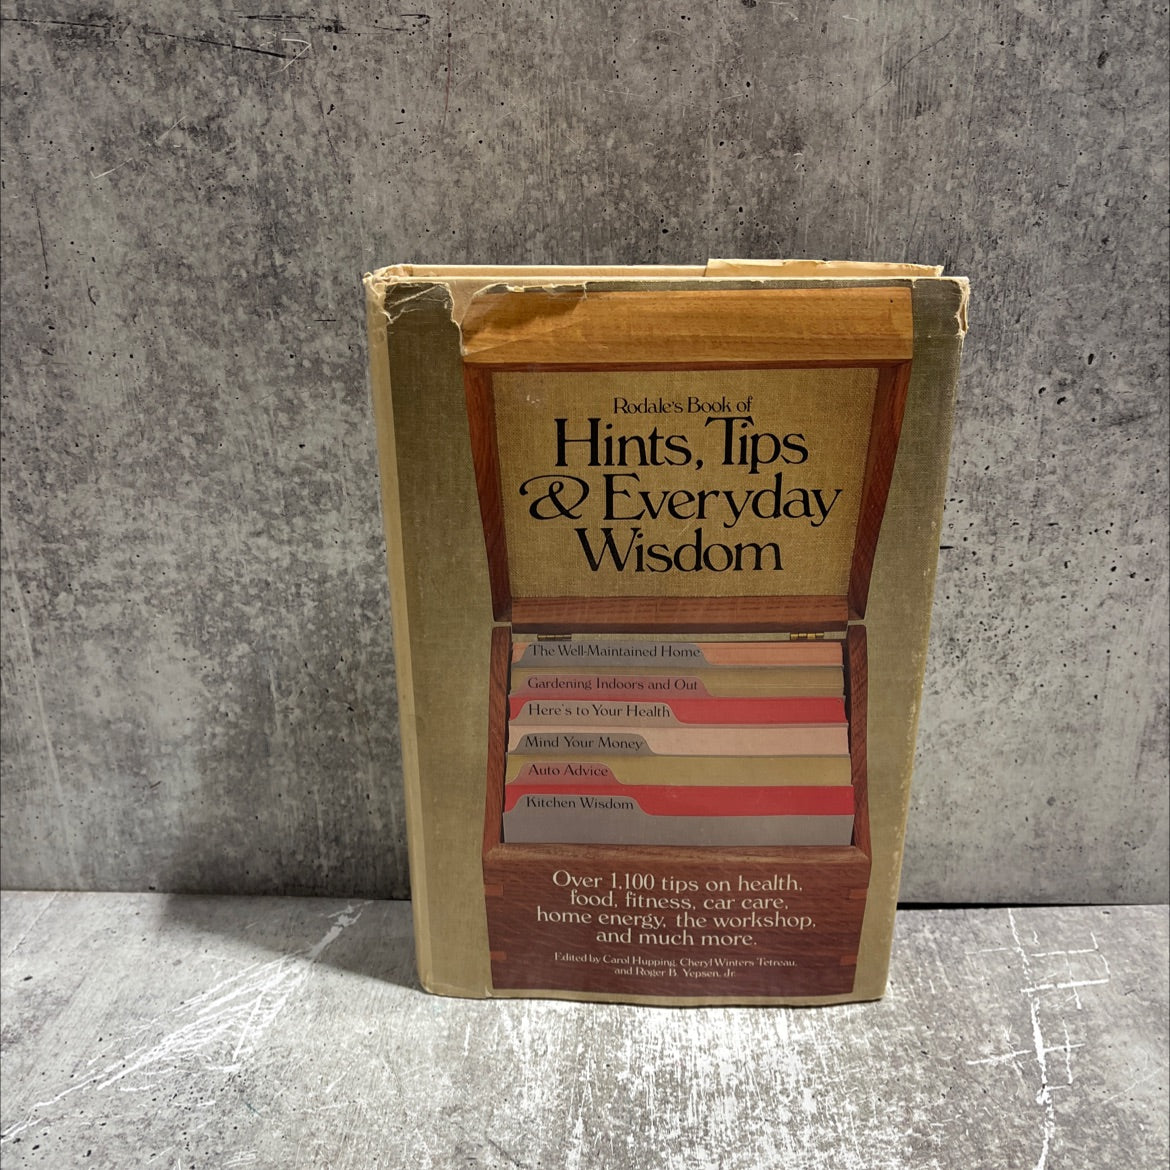 Rodale's Book of
Hints, Tips
& Everyday
Wisdom
The Well-Maintained Home
Gardening Indoors and Out
Here's to Your Health
Mind Your Money
Auto Advice
Kitchen Wisdom
Over 1,100 tips on health,
food, fitness, car care,
home energy, the workshop,
and much more.
Edited by Carol Hupping, Cheryl Winters Tetreau,
and Roger B. Yepsen, Jr.